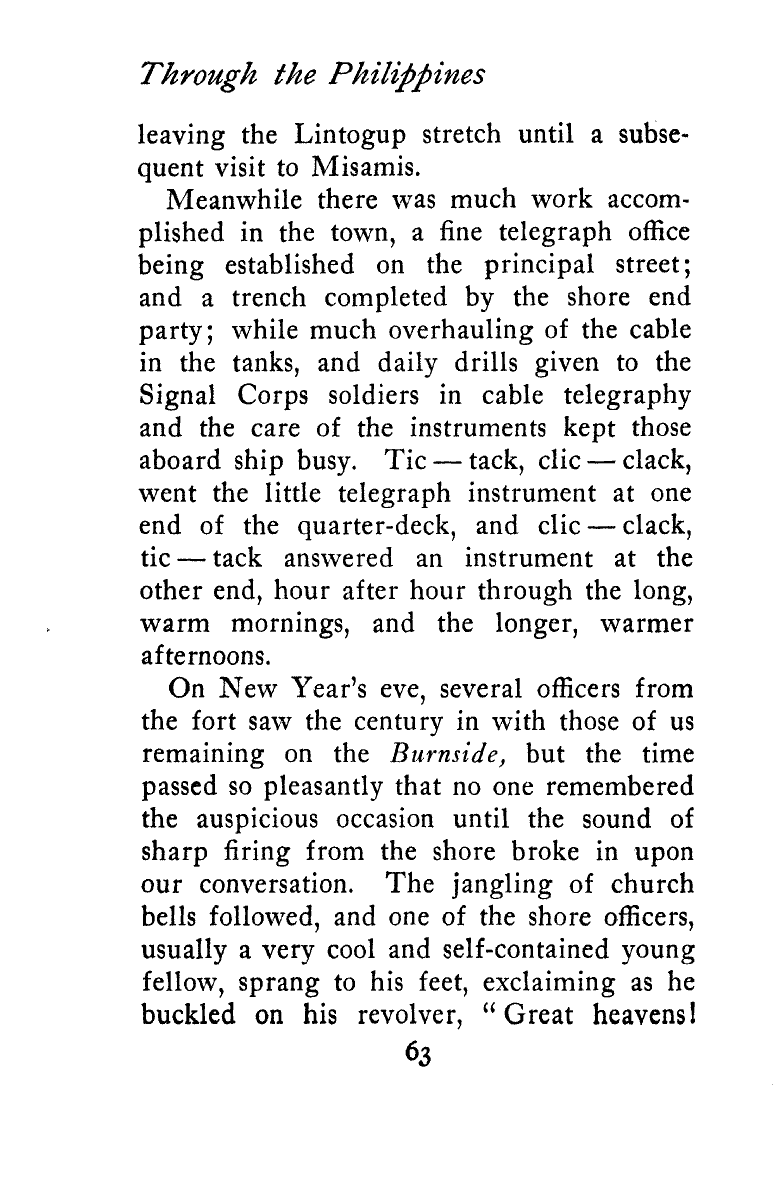 Through the Philippines
leaving the Lintogup stretch until a subse-
quent visit to Misamis.
Meanwhile there was much work accom-
plished in the town, a fine telegraph office
being established on the principal street;
and a trench completed by the shore end
party; while much overhauling of the cable
in the tanks, and daily drills given to the
Signal Corps soldiers in cable telegraphy
and the care of the instruments kept those
aboard ship busy. Tic — tack, clic — clack,
went the little telegraph instrument at one
end of the quarter-deck, and clic — clack,
tic — tack answered an instrument at the
other end, hour after hour through the long,
warm mornings, and the longer, warmer
afternoons.
On New Year's eve, several officers from
the fort saw the century in with those of us
remaining on the Burnside, but the time
passed so pleasantly that no one remembered
the auspicious occasion until the sound of
sharp firing from the shore broke in upon
our conversation. The jangling of church
bells followed, and one of the shore officers,
usually a very cool and self-contained young
fellow, sprang to his feet, exclaiming as he
buckled on his revolver, “Great heavens!
63